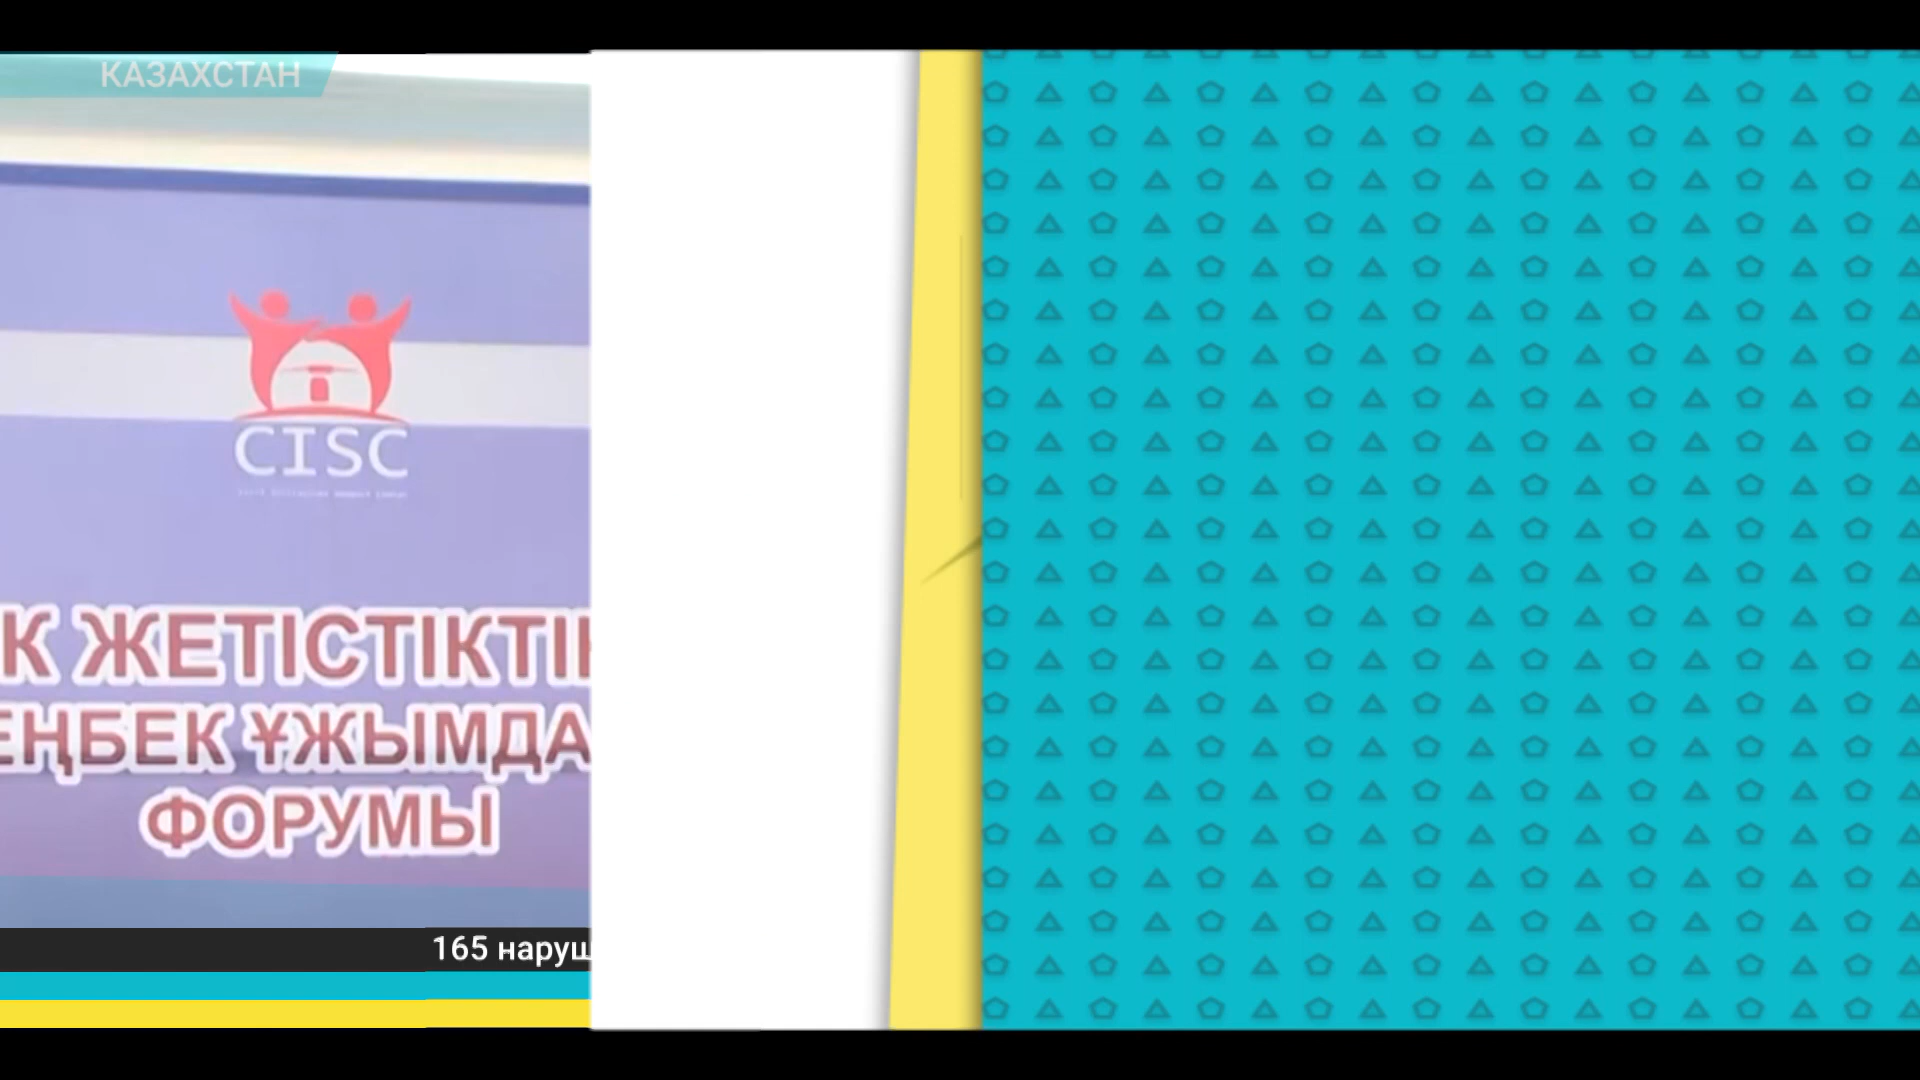 КАЗАХСТАН
CISC
К ЖЕТІСТІКТІ
ЕҢБЕК ҰЖЫМДА
ФОРУМЫ
165 наруш